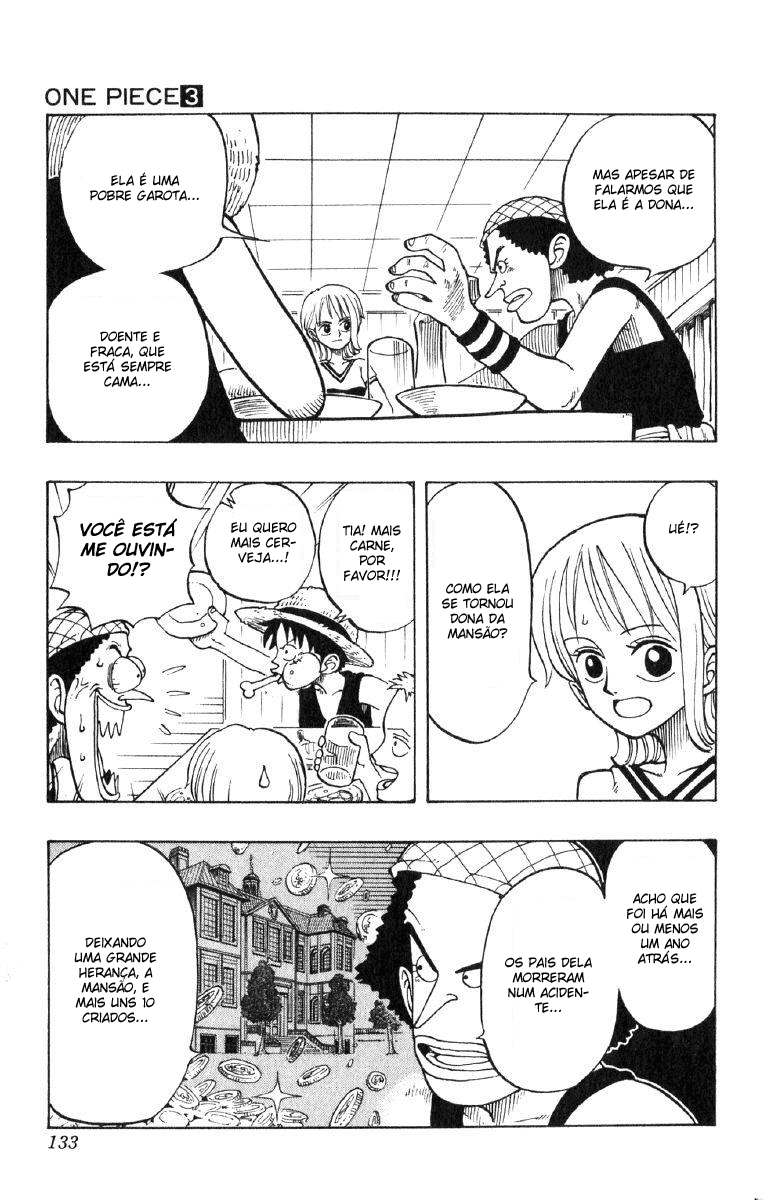 ONE PIECE 3
MAS APESAR DE
FALARMOS QUE
ELA É A DONA...
ELA É UMA
POBRE GAROTA...
DOENTE E
FRACA, QUE
ESTÁ SEMPRE
CAMA...
UÉ!?
COMO ELA
SE TORNOU
DONA DA
MANSÃO?
TIA! MAIS
CARNE,
POR
FAVOR!!!
EU QUERO
MAIS CER-
VEJA...!
VOCÊ ESTÁ
ME OUVIN-
DO!?
ACHO QUE
FOI HÁ MAIS
OU MENOS
UM ANO
ATRÁS...
OS PAIS DELA
MORRERAM
NUM ACIDEN-
TE...
DEIXANDO
UMA GRANDE
HERANÇA, A
MANSÃO, E
MAIS UNS 10
CRIADOS...
133